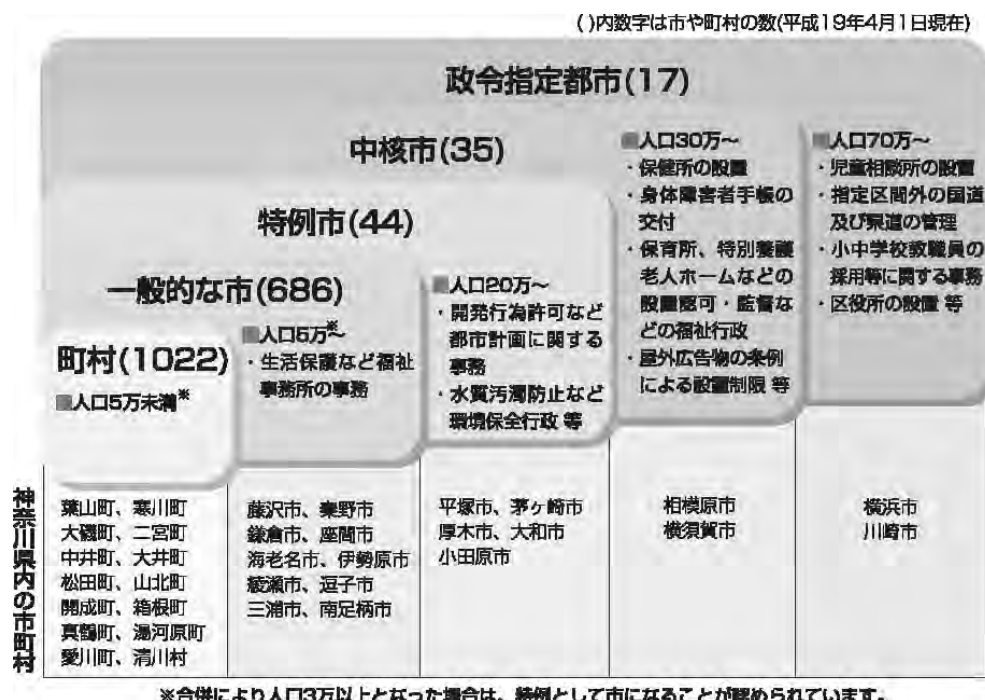 ( )内数字は市や町村の数(平成19年4月1日現在)
政令指定都市(17)
中核市(35)
特例市(44)
一般的な市(686)
町村(1022)
■人口5万未満※
■人口5万※~
・生活保護など福祉
事務所の事務
■人口20万~
・開発行為許可など
都市計画に関する
事務
・水質汚濁防止など
環境保全行政 等
■人口30万~
・保健所の設置
・身体障害者手帳の
交付
・保育所、特別養護
老人ホームなどの
設置認可・監督な
どの福祉行政
・屋外広告物の条例
による設置制限 等
■人口70万~
・児童相談所の設置
・指定区間外の国道
及び県道の管理
・小中学校教職員の
採用等に関する事務
・区役所の設置 等
神奈川県内の市町村
葉山町、寒川町
大磯町、二宮町
中井町、大井町
松田町、山北町
開成町、箱根町
真鶴町、湯河原町
愛川町、清川村
藤沢市、秦野市
鎌倉市、座間市
海老名市、伊勢原市
綾瀬市、逗子市
三浦市、南足柄市
平塚市、茅ヶ崎市
厚木市、大和市
小田原市
相模原市
横須賀市
横浜市
川崎市
※合併により人口3万以上となった場合は、特例として市になることが認められています。